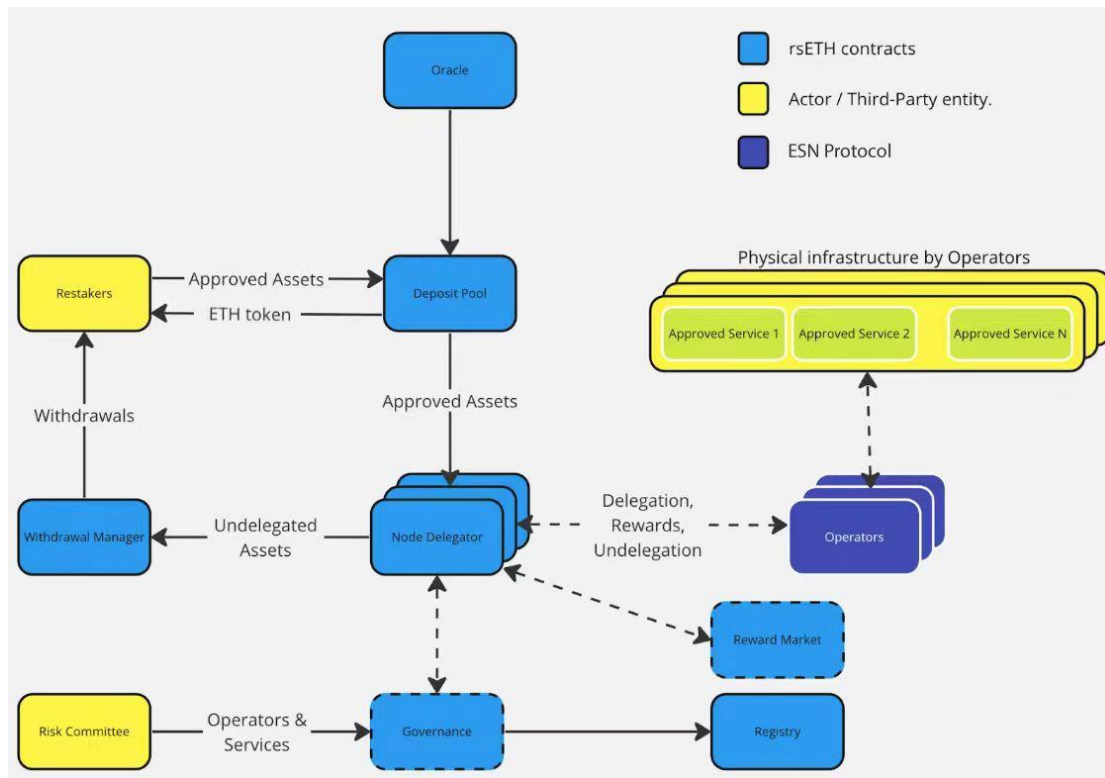 Oracle
rsETH contracts
Actor / Third-Party entity.
ESN Protocol
Physical infrastructure by Operators
Restakers
Approved Assets
ETH token
Deposit Pool
Approved Service 1
Approved Service 2
Approved Service N
Withdrawals
Approved Assets
Withdrawal Manager
Undelegated
Assets
Node Delegator
Delegation,
Rewards,
Undelegation
Operators
Reward Market
Risk Committee
Operators &
Services
Governance
Registry